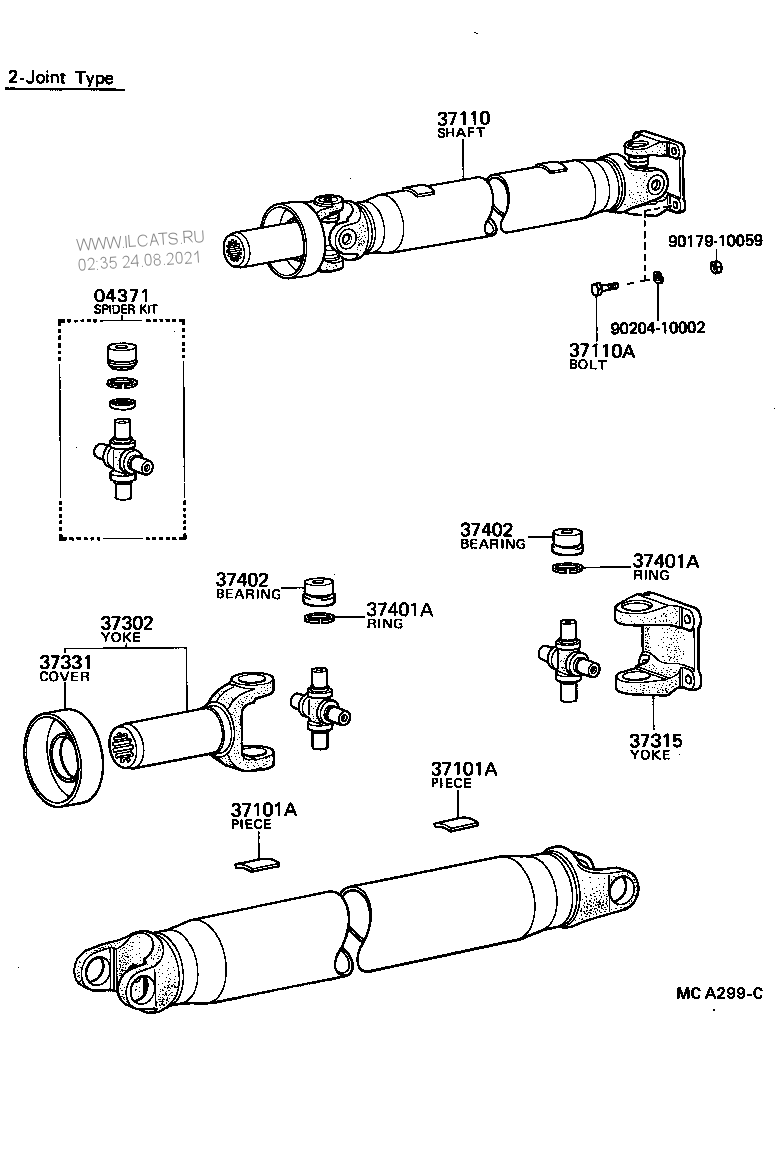 2-Joint Type
37110
SHAFT
WWW.ILCATS.RU
02:35 24.08.2021
90179-10059
04371
SPIDER KIT
90204-10002
37110A
BOLT
37402
BEARING
37401A
RING
37402
BEARING
37401A
RING
37302
YOKE
37331
COVER
37315
YOKE
37101A
PIECE
37101A
PIECE
MC A299-C